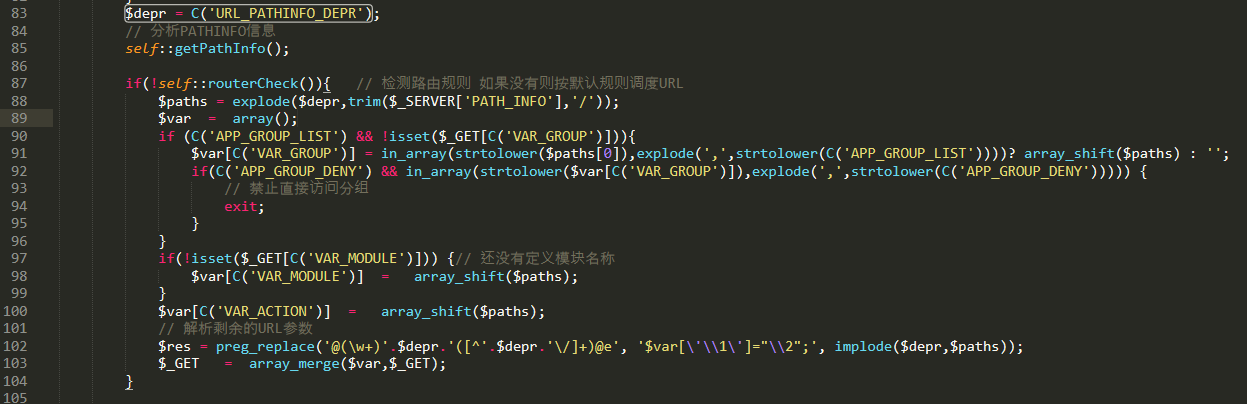 83 $depr = C('URL_PATHINFO_DEPR');
84 // 分析PATHINFO信息
85 self::getPathInfo();
86
87 if(!self::routerCheck()){   // 检测路由规则 如果没有则按默认规则调度URL
88 $paths = explode($depr,trim($_SERVER['PATH_INFO'],'/'));
89 $var  =  array();
90 if (C('APP_GROUP_LIST') && !isset($_GET[C('VAR_GROUP')])){
91 $var[C('VAR_GROUP')] = in_array(strtolower($paths[0]),explode(',',strtolower(C('APP_GROUP_LIST'))))? array_shift($paths) : '';
92 if(C('APP_GROUP_DENY') && in_array(strtolower($var[C('VAR_GROUP')]),explode(',',strtolower(C('APP_GROUP_DENY'))))) {
93 // 禁止直接访问分组
94 exit;
95 }
96 }
97 if(!isset($_GET[C('VAR_MODULE')])) {// 还没有定义模块名称
98 $var[C('VAR_MODULE')]  =   array_shift($paths);
99 }
100 $var[C('VAR_ACTION')]  =   array_shift($paths);
101 // 解析剩余的URL参数
102 $res = preg_replace('@(\w+)'.$depr.'([^'.$depr.'\/]+)@e', '$var[\'\\1\']="\\2";', implode($depr,$paths));
103 $_GET   =  array_merge($var,$_GET);
104 }
105